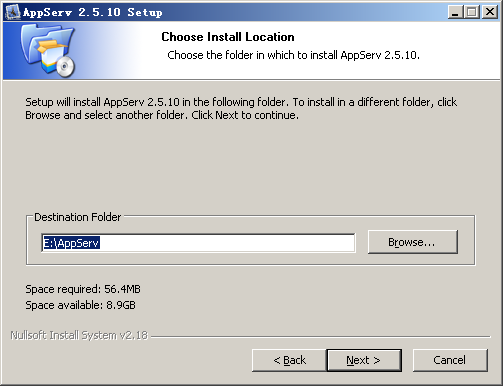 AppServ 2.5.10 Setup
Choose Install Location
Choose the folder in which to install AppServ 2.5.10.
Setup will install AppServ 2.5.10 in the following folder. To install in a different folder, click
Browse and select another folder. Click Next to continue.
Destination Folder
E:\AppServ
Browse...
Space required: 56.4MB
Space available: 8.9GB
Nullsoft Install System v2.18
< Back
Next >
Cancel